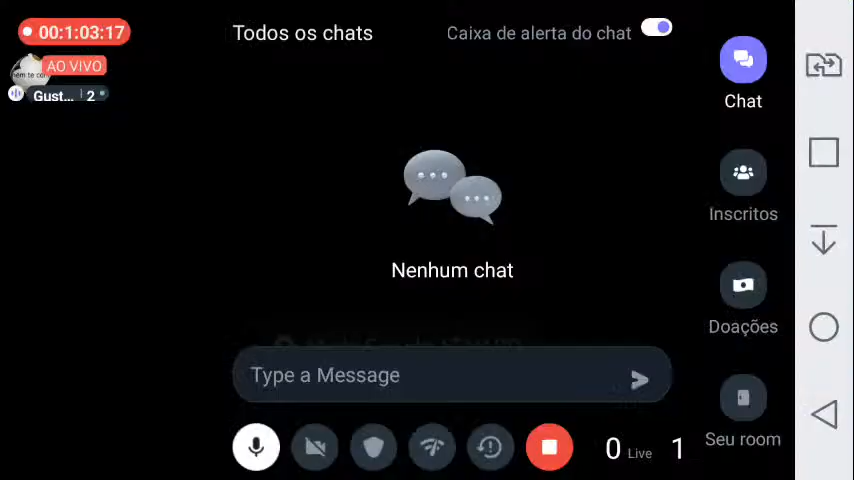 00:1:03:17
Todos os chats
Caixa de alerta do chat
AO VIVO
Gust... 2
Chat
Inscritos
Nenhum chat
Doações
Type a Message
Seu room
0 Live 1